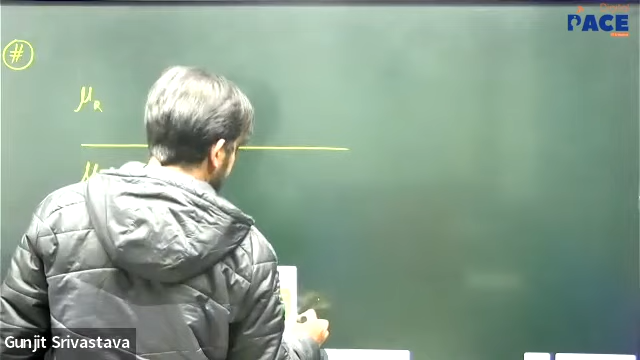 #
μR
μ
PACE
Gunjit Srivastava